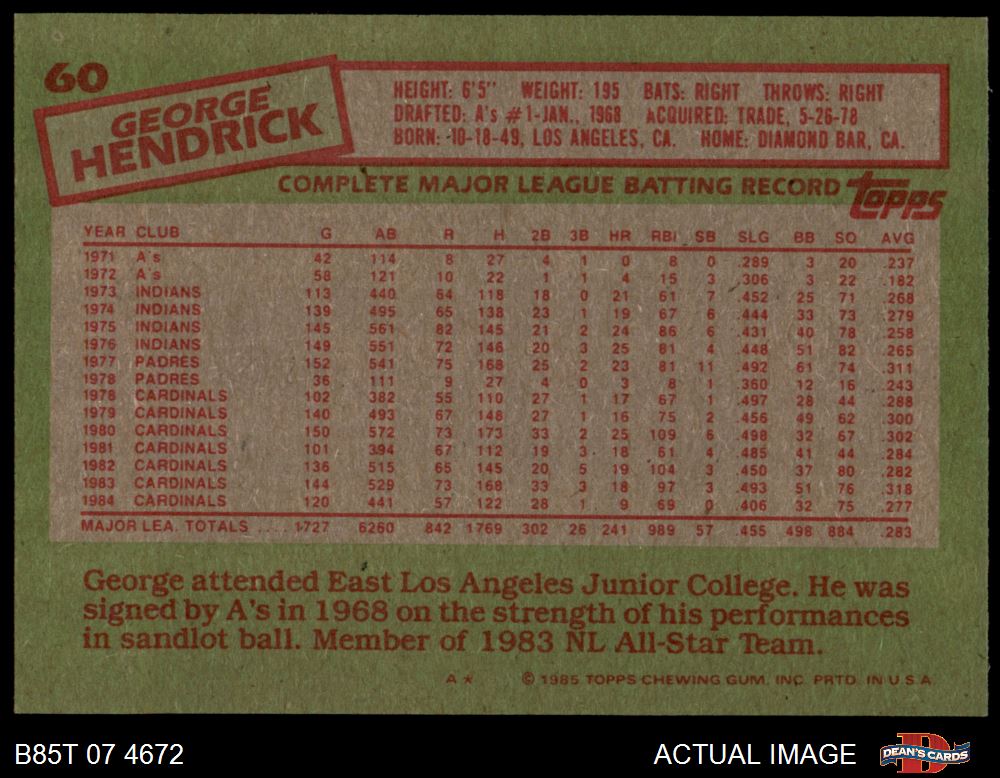 60
GEORGE
HENDRICK
HEIGHT: 6'5" WEIGHT: 195 BATS: RIGHT THROWS: RIGHT
DRAFTED: A's #1-JAN., 1968 ACQUIRED: TRADE, 5-26-78
BORN: 10-18-49, LOS ANGELES, CA. HOME: DIAMOND BAR, CA.
COMPLETE MAJOR LEAGUE BATTING RECORD topps
YEAR CLUB G AB R H 2B 3B HR RBI SB SLG BB SO AVG
1971 A's 42 114 8 27 4 1 0 8 0 .289 3 20 .237
1972 A's 58 121 10 22 1 1 4 15 3 .306 3 22 .182
1973 INDIANS 113 440 64 118 18 0 21 61 7 .452 25 71 .268
1974 INDIANS 139 495 65 138 23 1 19 67 6 .444 33 73 .279
1975 INDIANS 145 561 82 145 21 2 24 86 6 .431 40 78 .258
1976 INDIANS 149 551 72 146 20 3 25 81 4 .448 51 82 .265
1977 PADRES 152 541 75 168 25 2 23 81 11 .492 61 74 .311
1978 PADRES 36 111 9 27 4 0 3 8 1 .360 12 16 .243
1978 CARDINALS 102 382 55 110 27 1 17 67 1 .497 28 44 .288
1979 CARDINALS 140 493 67 148 27 1 16 75 2 .456 49 62 .300
1980 CARDINALS 150 572 73 173 33 2 25 109 6 .498 32 67 .302
1981 CARDINALS 101 394 67 112 19 3 18 61 4 .485 41 44 .284
1982 CARDINALS 136 515 65 145 20 5 19 104 3 .450 37 80 .282
1983 CARDINALS 144 529 73 168 33 3 18 97 3 .493 51 76 .318
1984 CARDINALS 120 441 57 122 28 1 9 69 0 .406 32 75 .277
MAJOR LEA. TOTALS .... 1727 6260 842 1769 302 26 241 989 57 .455 498 884 .283
George attended East Los Angeles Junior College. He was
signed by A's in 1968 on the strength of his performances
in sandlot ball. Member of 1983 NL All-Star Team.
A* © 1985 TOPPS CHEWING GUM, INC. PRTD. IN U.S.A.
B85T 07 4672 ACTUAL IMAGE DEAN'S CARDS